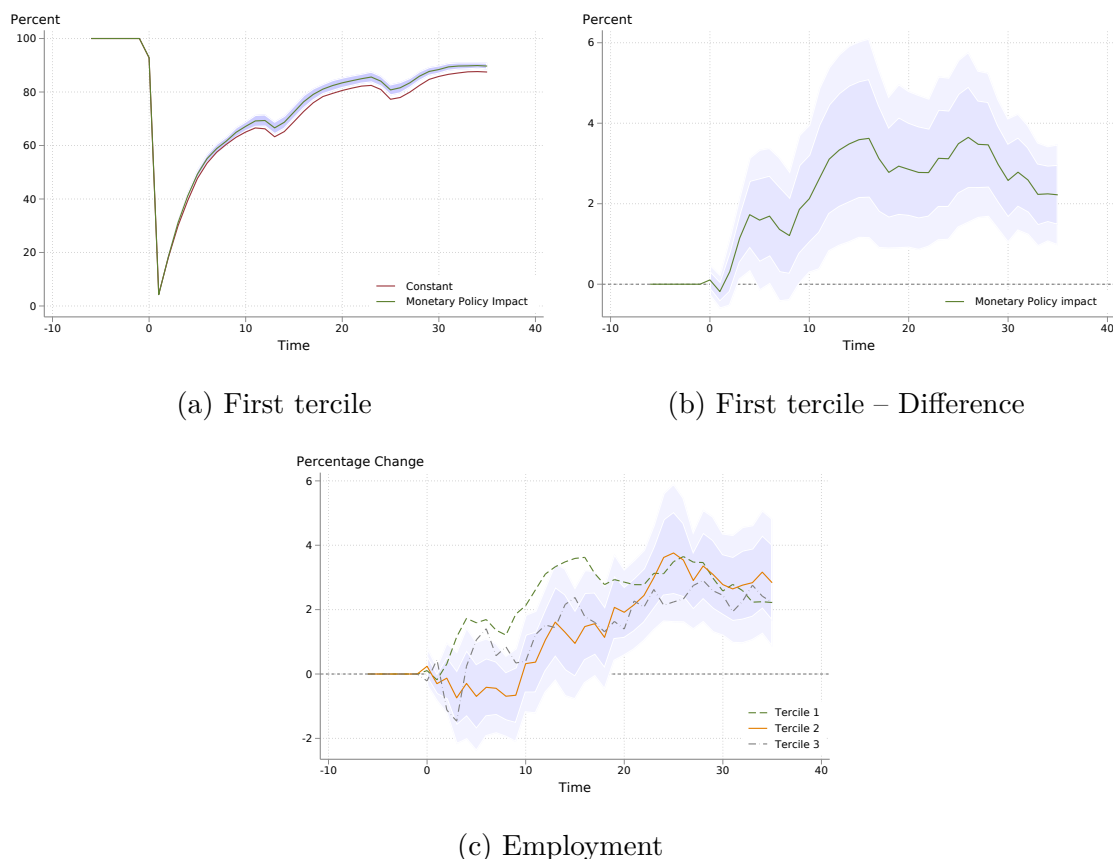 Percent
100
80
60
40
20
0
Constant
Monetary Policy Impact
-10 0 10 20 30 40
Time
(a) First tercile
Percent
6
4
2
0
Monetary Policy impact
-10 0 10 20 30 40
Time
(b) First tercile – Difference
Percentage Change
6
4
2
0
-2
Tercile 1
Tercile 2
Tercile 3
-10 0 10 20 30 40
Time
(c) Employment